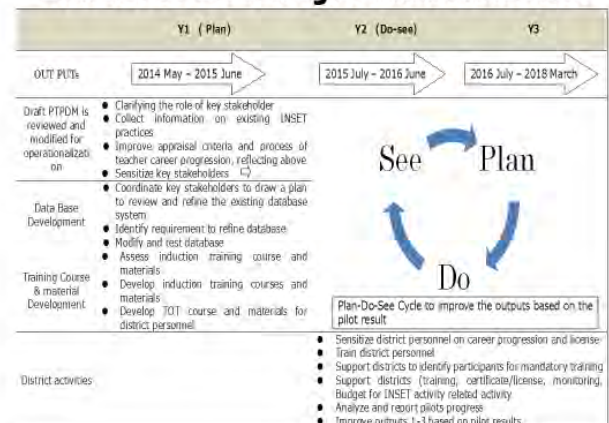 Y1 ( Plan)
Y2 (Do-see)
Y3
OUT PUTs
2014 May – 2015 June
2015 July – 2016 June
2016 July – 2018 March
Draft PTPDM is
reviewed and
modified for
operationalizati
on
● Clarifying the role of key stakeholder
● Collect information on existing INSET
practices
● Improve appraisal criteria and process of
teacher career progression, reflecting above
● Sensitize key stakeholders ⇨
Data Base
Development
● Coordinate key stakeholders to draw a plan
to review and refine the existing database
system
● Identify requirement to refine database
● Modify and rest database
Training Course
& material
Development
● Assess induction training course and
materials
● Develop induction training courses and
materials
● Develop TOT course and materials for
district personnel
See
Plan
Do
Plan-Do-See Cycle to improve the outputs based on the
pilot result
District activities
● Sensitize district personnel on career progression and license
● Train district personnel
● Support districts to identify participants for mandatory training
● Support districts (training, certificate/license, monitoring,
Budget for INSET activity related activity
● Analyze and report pilots progress
● Improve outputs 1-3 based on pilot results